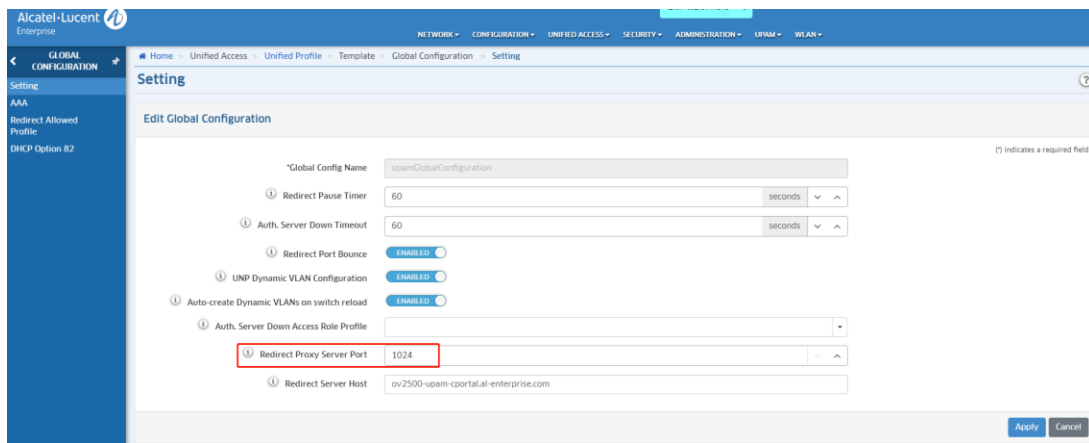 Alcatel·Lucent
Enterprise
NETWORK CONFIGURATION UNIFIED ACCESS SECURITY ADMINISTRATION UPAM WLAN
GLOBAL CONFIGURATION
Home > Unified Access > Unified Profile > Template > Global Configuration > Setting
Setting
AAA
Redirect Allowed
Profile
DHCP Option 82
Setting
?
Edit Global Configuration
(*) indicates a required field
*Global Config Name upamGlobalConfiguration
Redirect Pause Timer 60 seconds
Auth. Server Down Timeout 60 seconds
Redirect Port Bounce ENABLED
UNP Dynamic VLAN Configuration ENABLED
Auto-create Dynamic VLANs on switch reload ENABLED
Auth. Server Down Access Role Profile
Redirect Proxy Server Port 1024
Redirect Server Host ov2500-upam-cportal.al-enterprise.com
Apply Cancel